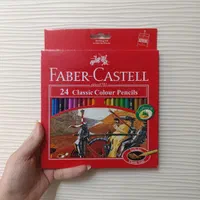 FABER-CASTELL
24 Classic Colour Pencils